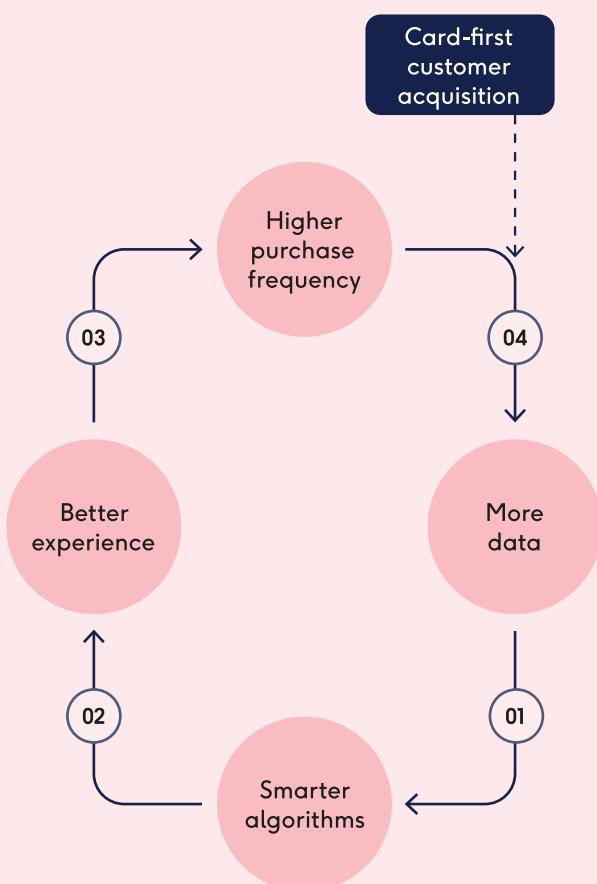 Card-first
customer
acquisition
Higher
purchase
frequency
03
04
Better
experience
More
data
02
01
Smarter
algorithms